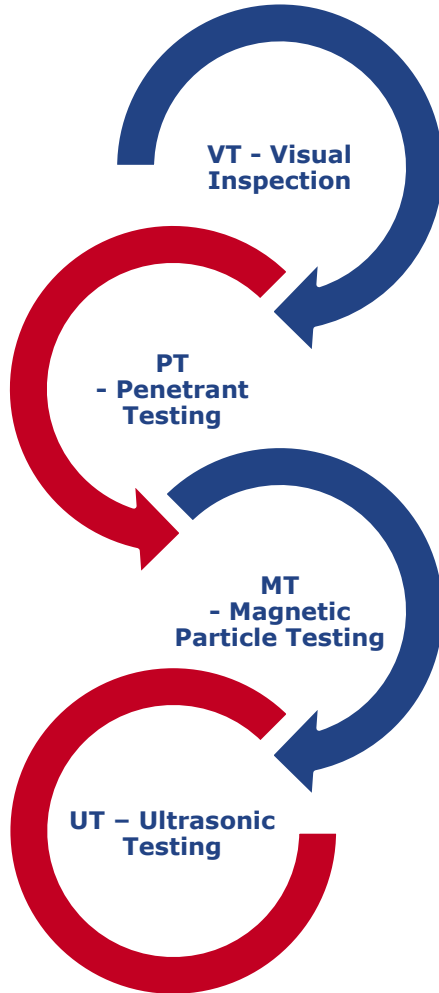 VT - Visual
Inspection
PT
- Penetrant
Testing
MT
- Magnetic
Particle Testing
UT – Ultrasonic
Testing